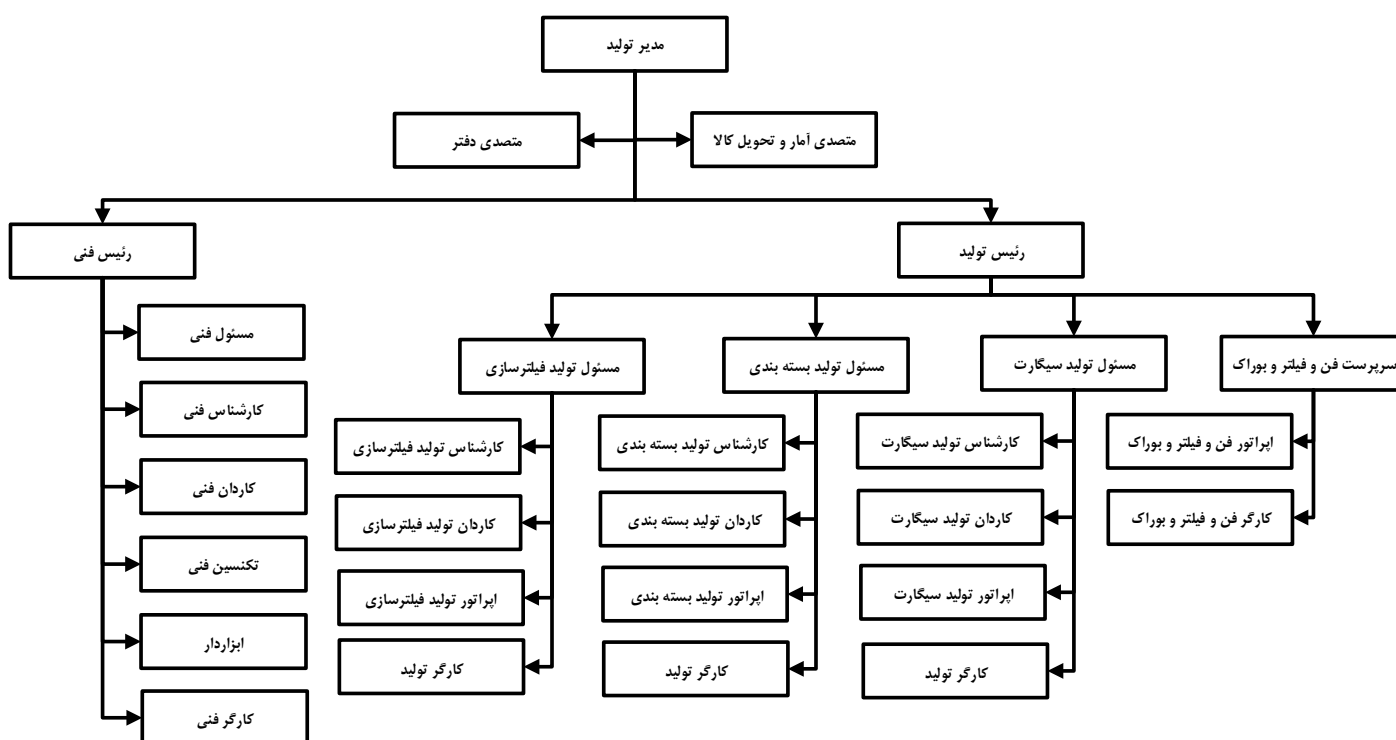 مدیر تولید
متصدی آمار و تحویل کالا
متصدی دفتر
رئیس تولید
رئیس فنی
سرپرست فن و فیلتر و بوراک
مسئول تولید سیگارت
مسئول تولید بسته بندی
مسئول تولید فیلترسازی
مسئول فنی
اپراتور فن و فیلتر و بوراک
کارشناس تولید سیگارت
کارشناس تولید بسته بندی
کارشناس تولید فیلترسازی
کارشناس فنی
کارگر فن و فیلتر و بوراک
کاردان تولید سیگارت
کاردان تولید بسته بندی
کاردان تولید فیلترسازی
کاردان فنی
اپراتور تولید سیگارت
اپراتور تولید بسته بندی
اپراتور تولید فیلترسازی
تکنسین فنی
کارگر تولید
کارگر تولید
کارگر تولید
ابزاردار
کارگر فنی